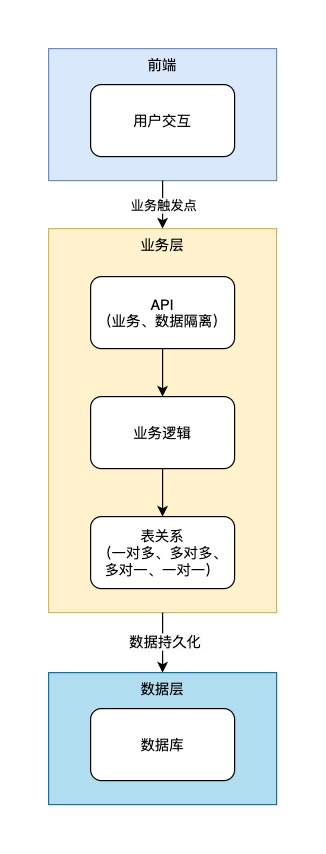 前端
用户交互
业务触发点
业务层
API
（业务、数据隔离）
业务逻辑
表关系
（一对多、多对多、
多对一、一对一）
数据持久化
数据层
数据库